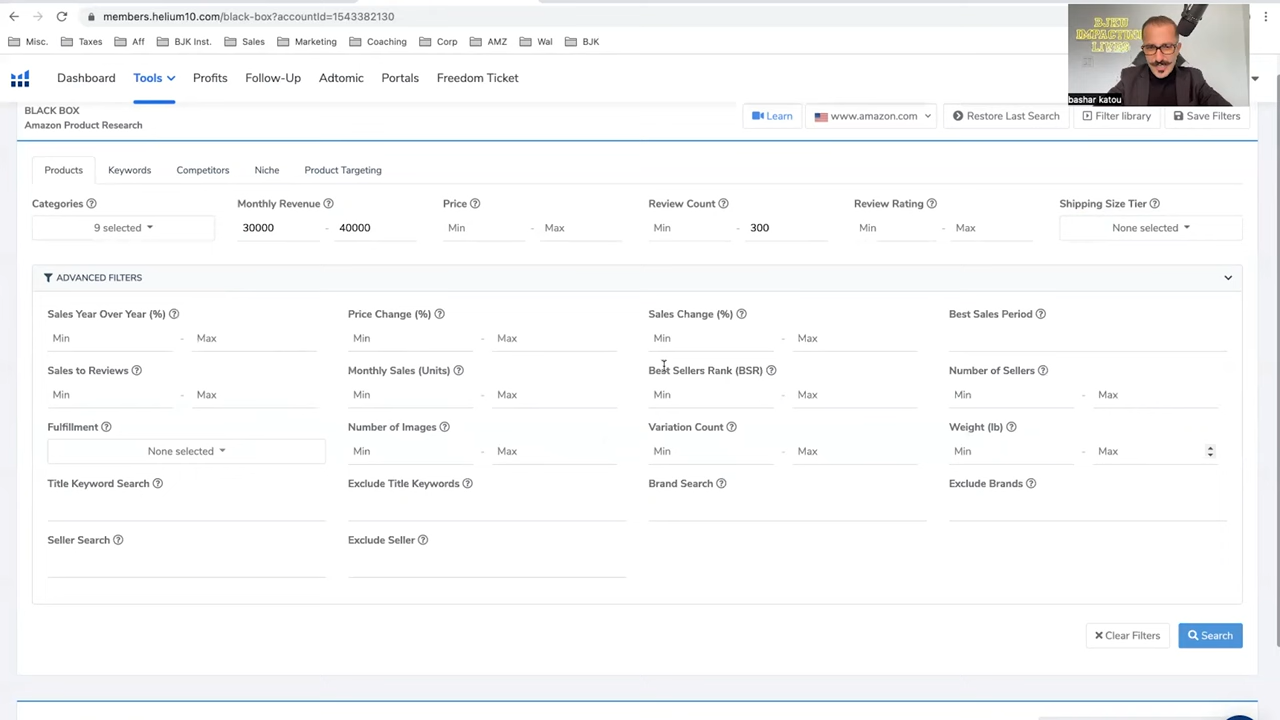 members.helium10.com/black-box?accountId=1543382130
Misc. Taxes Aff BJK Inst. Sales Marketing Coaching Corp AMZ Wal BJK
BJKU
IMPACTING
LIVES
bashar katou
Dashboard Tools Profits Follow-Up Adtomic Portals Freedom Ticket
BLACK BOX
Amazon Product Research
Learn www.amazon.com Restore Last Search Filter library Save Filters
Products Keywords Competitors Niche Product Targeting
Categories Monthly Revenue Price Review Count Review Rating Shipping Size Tier
9 selected 30000 - 40000 Min - Max Min - 300 Min - Max None selected
ADVANCED FILTERS
Sales Year Over Year (%) Price Change (%) Sales Change (%) Best Sales Period
Min - Max Min - Max Min - Max
Sales to Reviews Monthly Sales (Units) Best Sellers Rank (BSR) Number of Sellers
Min - Max Min - Max Min - Max Min - Max
Fulfillment Number of Images Variation Count Weight (lb)
None selected Min - Max Min - Max Min - Max
Title Keyword Search Exclude Title Keywords Brand Search Exclude Brands
Seller Search Exclude Seller
Clear Filters Search